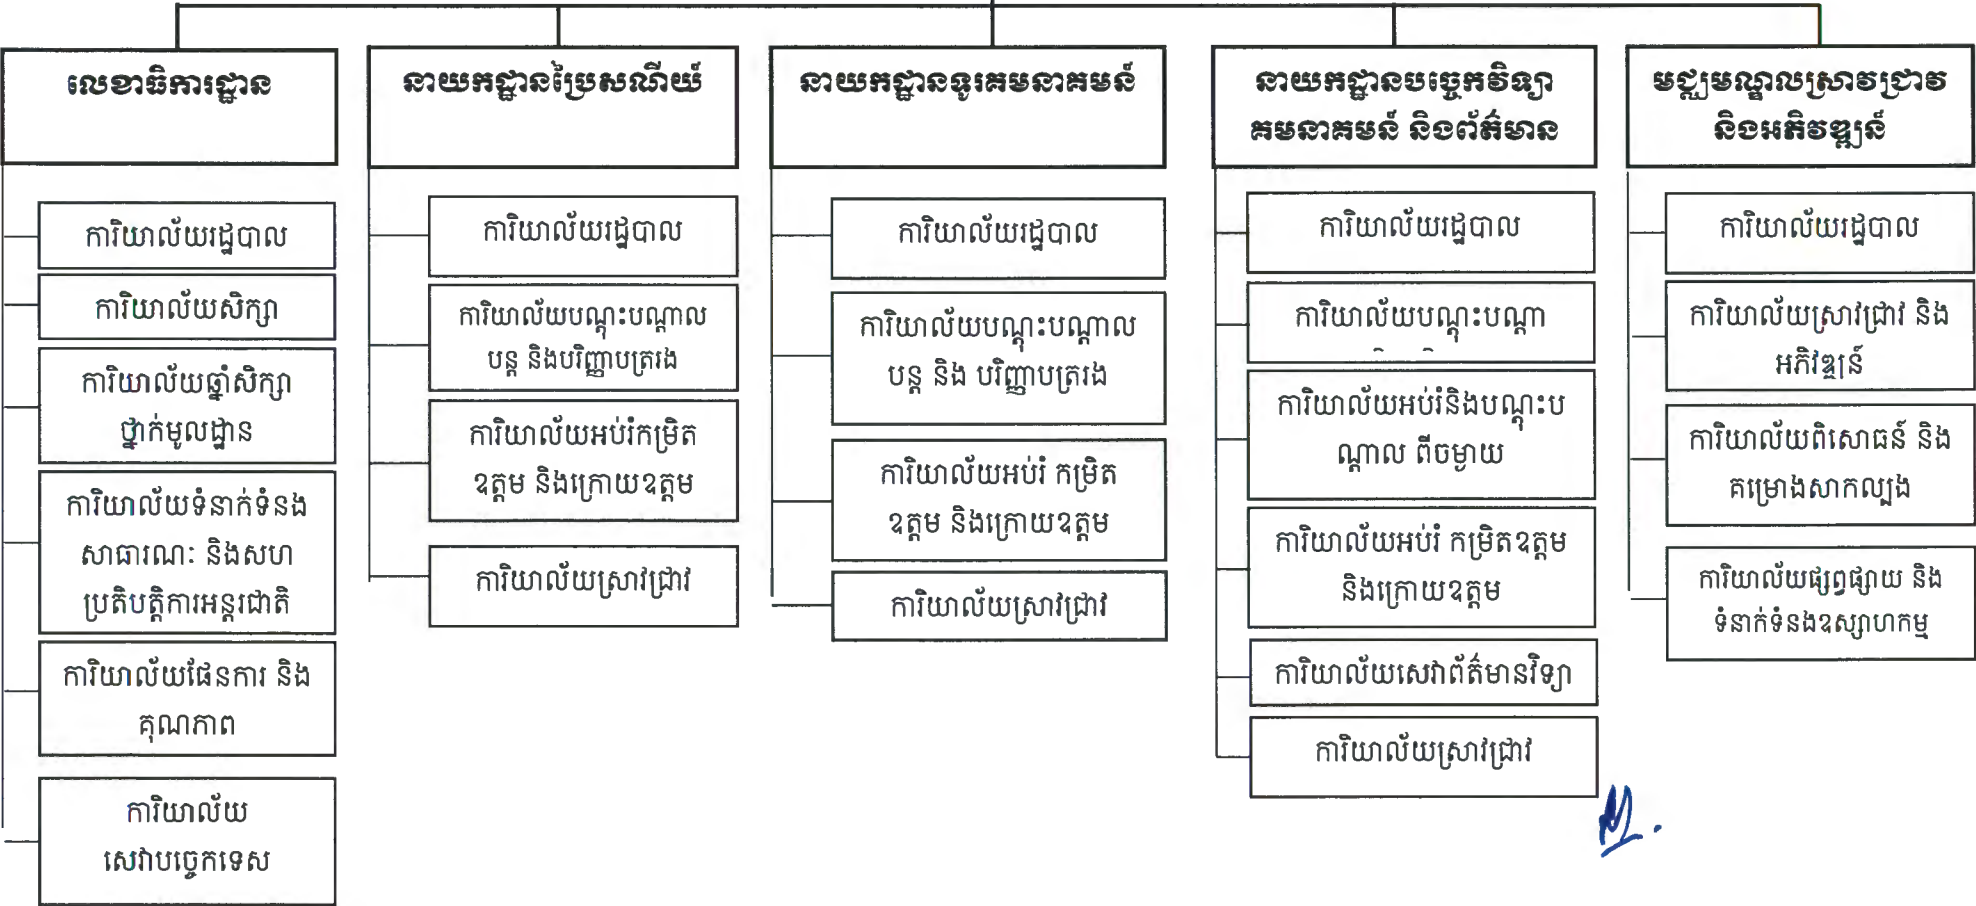 លេខាធិការដ្ឋាន
នាយកដ្ឋានប្រៃសណីយ៍
នាយកដ្ឋានទូរគមនាគមន៍
នាយកដ្ឋានបច្ចេកវិទ្យា
គមនាគមន៍ និងព័ត៌មាន
មជ្ឈមណ្ឌលស្រាវជ្រាវ
និងអភិវឌ្ឍន៍
ការិយាល័យរដ្ឋបាល
ការិយាល័យសិក្សា
ការិយាល័យឆ្នាំសិក្សា
ថ្នាក់មូលដ្ឋាន
ការិយាល័យទំនាក់ទំនង
សាធារណៈ និងសហ
ប្រតិបត្តិការអន្តរជាតិ
ការិយាល័យផែនការ និង
គុណភាព
ការិយាល័យ
សេវាបច្ចេកទេស
ការិយាល័យរដ្ឋបាល
ការិយាល័យបណ្តុះបណ្តាល
បន្ត និងបរិញ្ញាបត្ររង
ការិយាល័យអប់រំកម្រិត
ឧត្តម និងក្រោយឧត្តម
ការិយាល័យស្រាវជ្រាវ
ការិយាល័យរដ្ឋបាល
ការិយាល័យបណ្តុះបណ្តាល
បន្ត និង បរិញ្ញាបត្ររង
ការិយាល័យអប់រំ កម្រិត
ឧត្តម និងក្រោយឧត្តម
ការិយាល័យស្រាវជ្រាវ
ការិយាល័យរដ្ឋបាល
ការិយាល័យបណ្តុះបណ្តា
ការិយាល័យអប់រំនិងបណ្តុះប
ណ្តាល ពីចម្ងាយ
ការិយាល័យអប់រំ កម្រិតឧត្តម
និងក្រោយឧត្តម
ការិយាល័យសេវាព័ត៌មានវិទ្យា
ការិយាល័យស្រាវជ្រាវ
ការិយាល័យរដ្ឋបាល
ការិយាល័យស្រាវជ្រាវ និង
អភិវឌ្ឍន៍
ការិយាល័យពិសោធន៍ និង
គម្រោងសាកល្បង
ការិយាល័យផ្សព្វផ្សាយ និង
ទំនាក់ទំនងឧស្សាហកម្ម